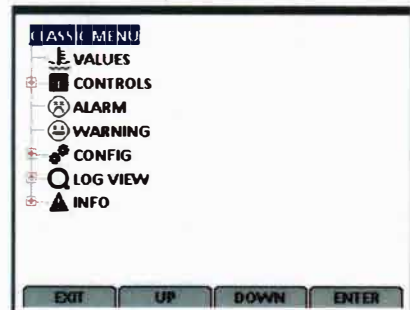 CLASSIC MENU
VALUES
CONTROLS
ALARM
WARNING
CONFIG
LOG VIEW
INFO
EXIT UP DOWN ENTER